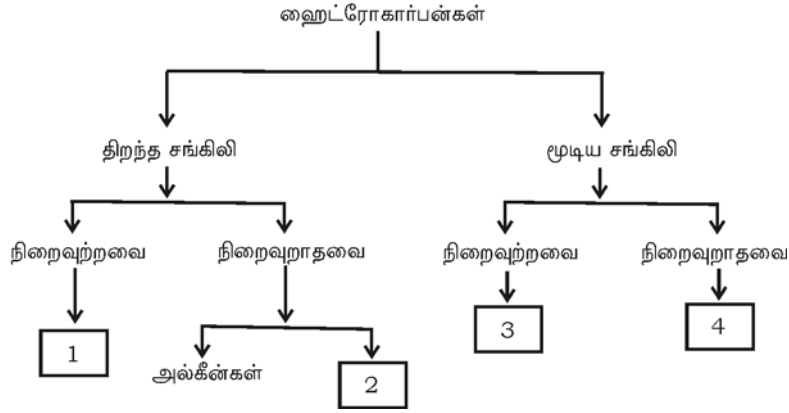 ஹைட்ரோகார்பன்கள்
திறந்த சங்கிலி மூடிய சங்கிலி
நிறைவுற்றவை நிறைவுறாதவை நிறைவுற்றவை நிறைவுறாதவை
1 3 4
அல்கீன்கள் 2